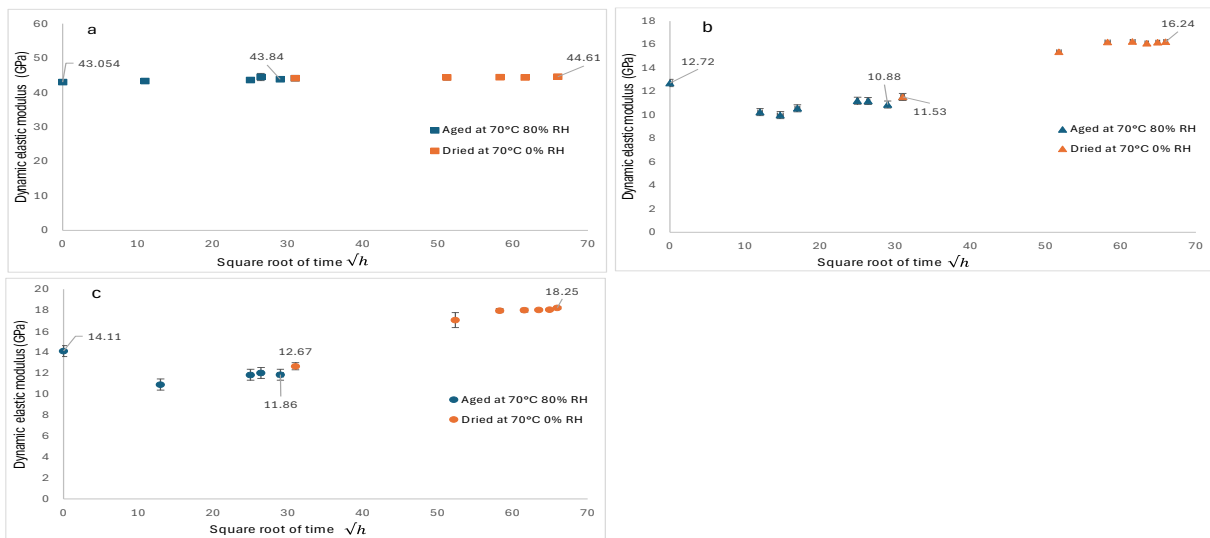 a
Dynamic elastic modulus (GPa)
60
50
40
30
20
10
0
43.054
43.84
44.61
Aged at 70°C 80% RH
Dried at 70°C 0% RH
0 10 20 30 40 50 60 70
Square root of time √h
b
Dynamic elastic modulus (GPa)
18
16
14
12
10
8
6
4
2
0
12.72
10.88
11.53
16.24
Aged at 70°C 80% RH
Dried at 70°C 0% RH
0 10 20 30 40 50 60 70
Square root of time √h
c
Dynamic elastic modulus (GPa)
20
18
16
14
12
10
8
6
4
2
0
14.11
12.67
11.86
18.25
Aged at 70°C 80% RH
Dried at 70°C 0% RH
0 10 20 30 40 50 60 70
Square root of time √h